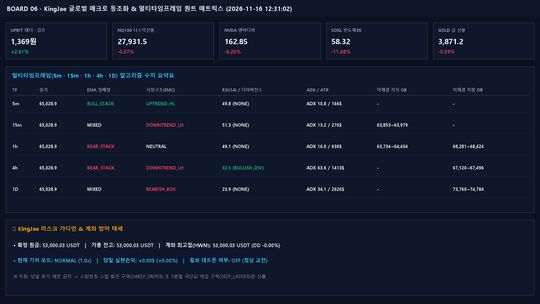 BOARD 06 · KingJae 글로벌 매크로 동조화 & 멀티타임프레임 퀀트 매트릭스 (2026-11-16 12:31:02)
UPBIT 테더 · 김프
1,369원
+2.61%
NQ100 나스닥선물
27,931.5
-0.37%
NVDA 엔비디아
162.85
-6.26%
SOXL 반도체3X
58.32
-11.68%
GOLD 금 선물
3,871.2
-0.39%
멀티타임프레임(5m · 15m · 1h · 4h · 1D) 알고리즘 수치 요약표
TF 종가 EMA 정배열 시장구조(SMC) RSI(14) / 다이버전스 ADX / ATR 미체결 지지 OB 미체결 저항 OB
5m 65,028.9 BULL_STACK UPTREND_HL 49.8 (NONE) ADX 10.8 / 166$ - -
15m 65,028.9 MIXED DOWNTREND_LH 51.3 (NONE) ADX 13.2 / 276$ 63,853~63,979 -
1h 65,028.9 BEAR_STACK NEUTRAL 49.1 (NONE) ADX 16.0 / 636$ 63,734~64,434 68,281~68,424
4h 65,028.9 BEAR_STACK DOWNTREND_LH 32.5 (BULLISH_DIV) ADX 63.6 / 1413$ - 67,120~67,496
1D 65,028.9 MIXED BEARISH_BOS 23.9 (NONE) ADX 34.1 / 2626$ - 73,760~74,784
KingJae 리스크 가디언 & 계좌 방어 태세
• 확정 원금: 53,000.03 USDT | 가용 잔고: 53,000.03 USDT | 계좌 최고점(HWM): 53,000.03 USDT (DD -0.00%)
• 현재 기어 모드: NORMAL (1.0x) | 당일 실현손익: +0.00$ (+0.00%) | 킬존 데드존 여부: OFF (정상 교전)